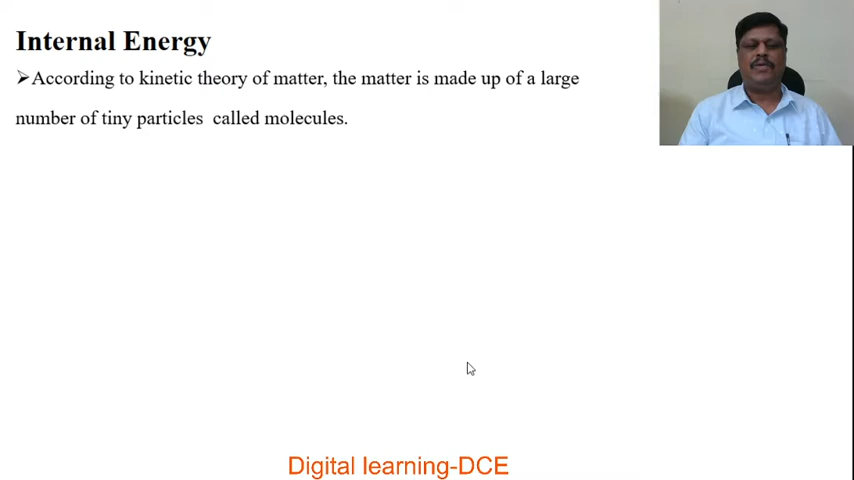 Internal Energy
➢According to kinetic theory of matter, the matter is made up of a large
number of tiny particles called molecules.
Digital learning-DCE